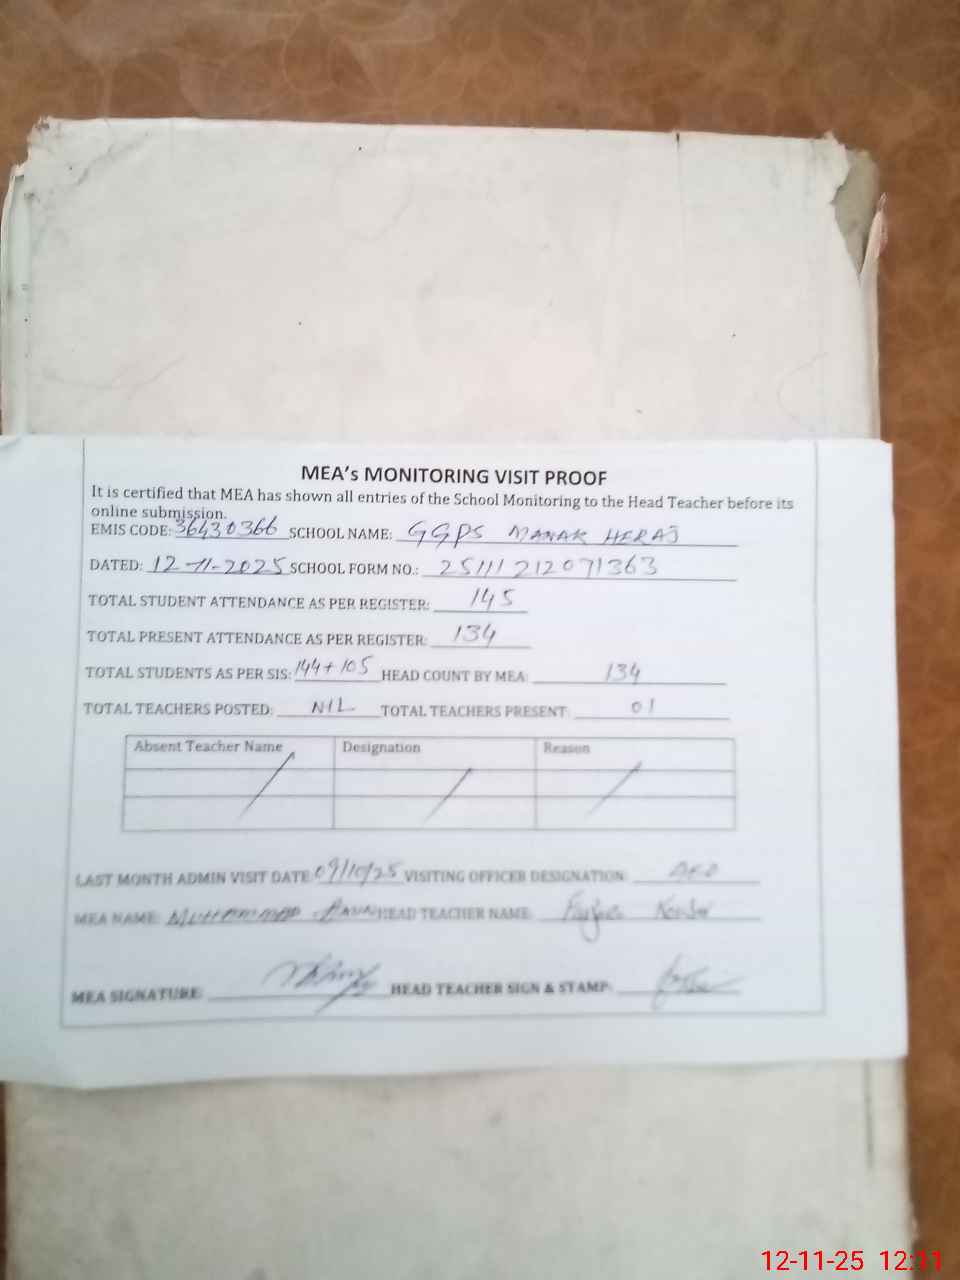 MEA's MONITORING VISIT PROOF
It is certified that MEA has shown all entries of the School Monitoring to the Head Teacher before its
online submission.
EMIS CODE: 36430366 SCHOOL NAME: GGPS MANAK HERAJ
DATED: 12-11-2025 SCHOOL FORM NO.: 25111212071363
TOTAL STUDENT ATTENDANCE AS PER REGISTER: 145
TOTAL PRESENT ATTENDANCE AS PER REGISTER: 134
TOTAL STUDENTS AS PER SIS: 144+105 HEAD COUNT BY MEA: 134
TOTAL TEACHERS POSTED: NIL TOTAL TEACHERS PRESENT: 01
Absent Teacher Name Designation Reason
LAST MONTH ADMIN VISIT DATE: 09/10/25 VISITING OFFICER DESIGNATION: AEO
MEA NAME: MUHAMMAD HEAD TEACHER NAME: Kousar
MEA SIGNATURE: HEAD TEACHER SIGN & STAMP:
12-11-25 12:11